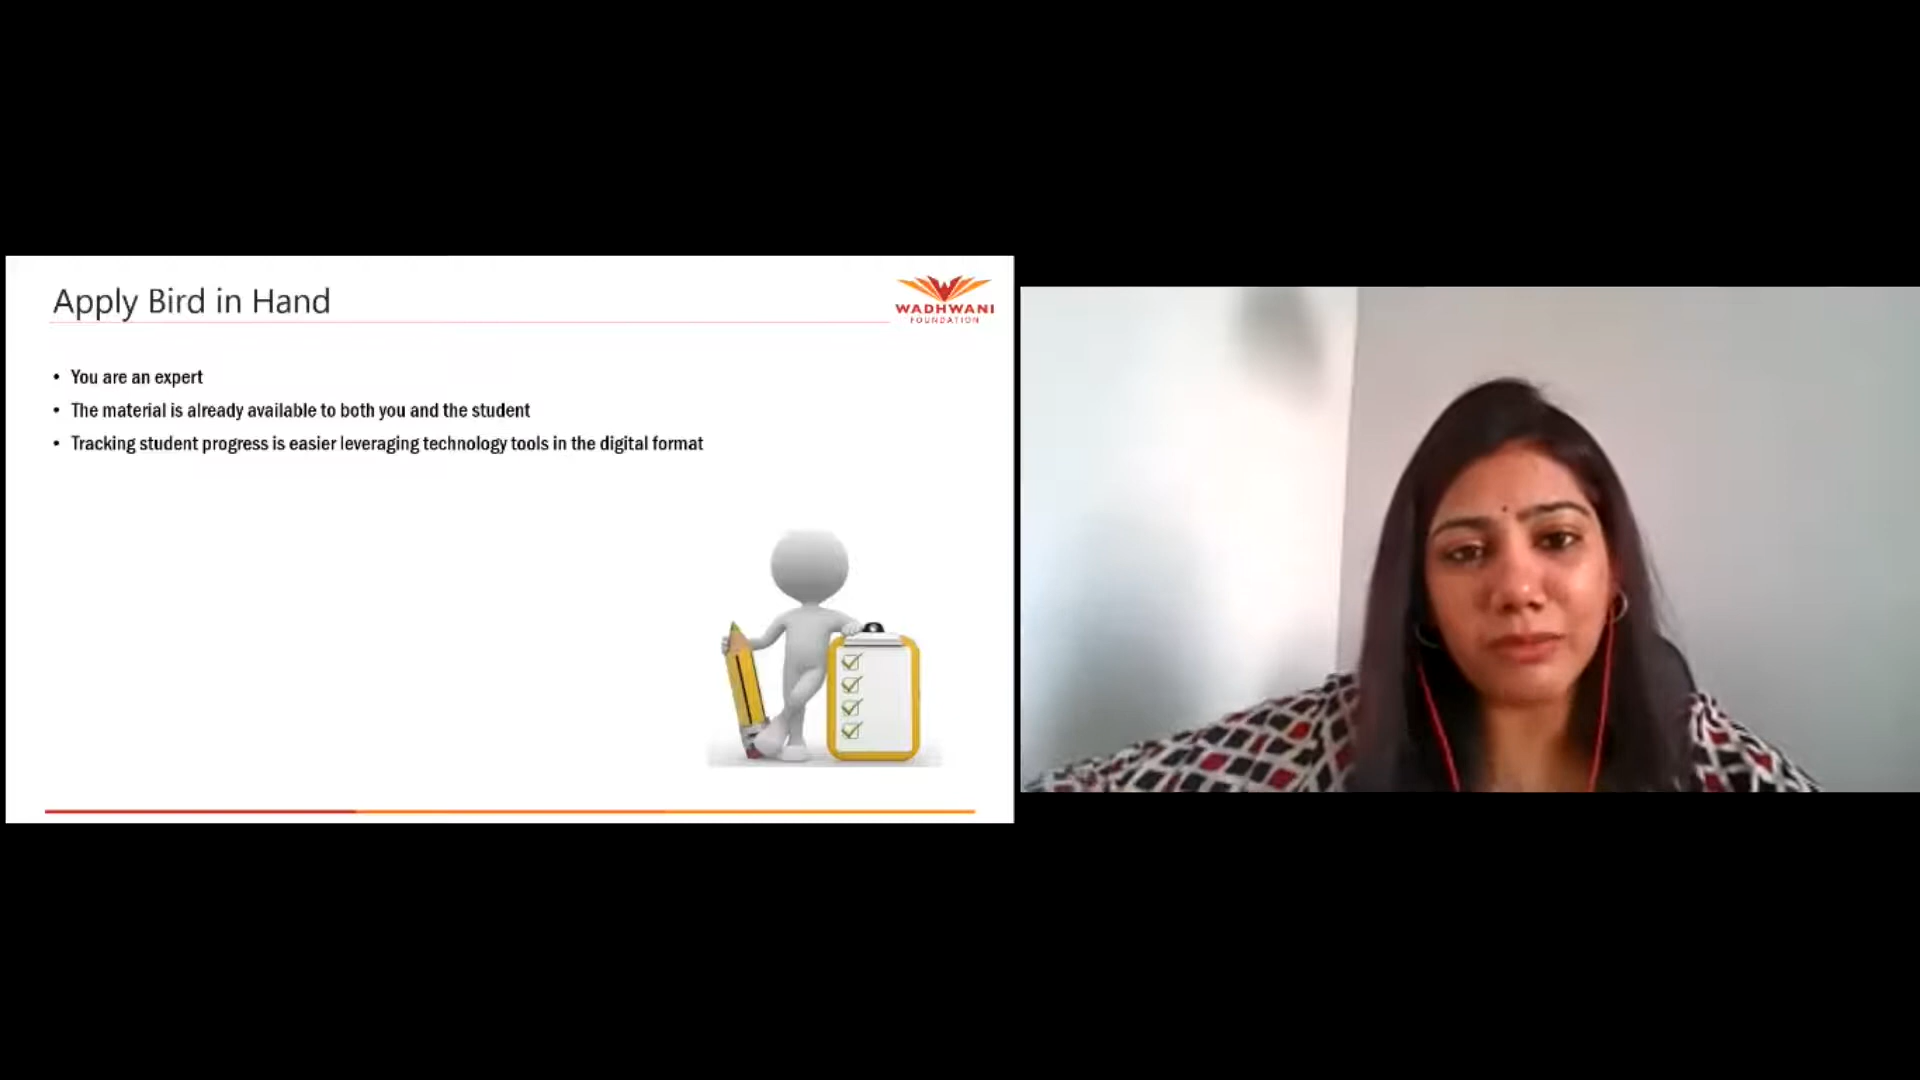 Apply Bird in Hand
WADHWANI
FOUNDATION
• You are an expert
• The material is already available to both you and the student
• Tracking student progress is easier leveraging technology tools in the digital format